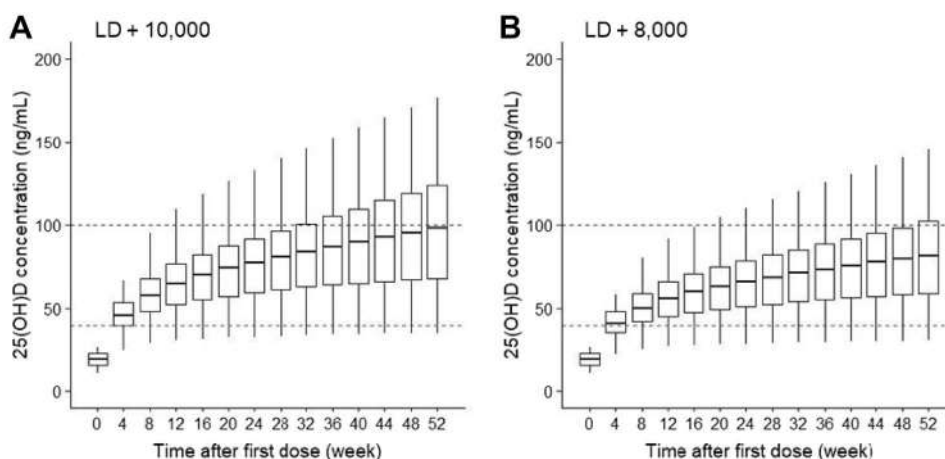 A LD + 10,000
25(OH)D concentration (ng/mL)
200
150
100
50
0
0 4 8 12 16 20 24 28 32 36 40 44 48 52
Time after first dose (week)
B LD + 8,000
25(OH)D concentration (ng/mL)
200
150
100
50
0
0 4 8 12 16 20 24 28 32 36 40 44 48 52
Time after first dose (week)